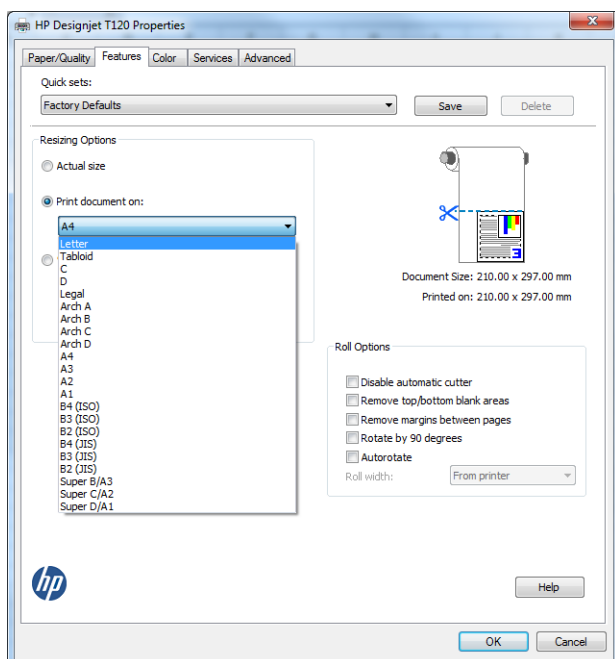 HP Designjet T120 Properties
Paper/Quality Features Color Services Advanced
Quick sets:
Factory Defaults
Save
Delete
Resizing Options
Actual size
Print document on:
A4
Letter
Tabloid
C
D
Legal
Arch A
Arch B
Arch C
Arch D
A4
A3
A2
A1
B4 (ISO)
B3 (ISO)
B2 (ISO)
B4 (JIS)
B3 (JIS)
B2 (JIS)
Super B/A3
Super C/A2
Super D/A1
3
Document Size: 210.00 x 297.00 mm
Printed on: 210.00 x 297.00 mm
Roll Options
Disable automatic cutter
Remove top/bottom blank areas
Remove margins between pages
Rotate by 90 degrees
Autorotate
Roll width: From printer
hp
Help
OK
Cancel